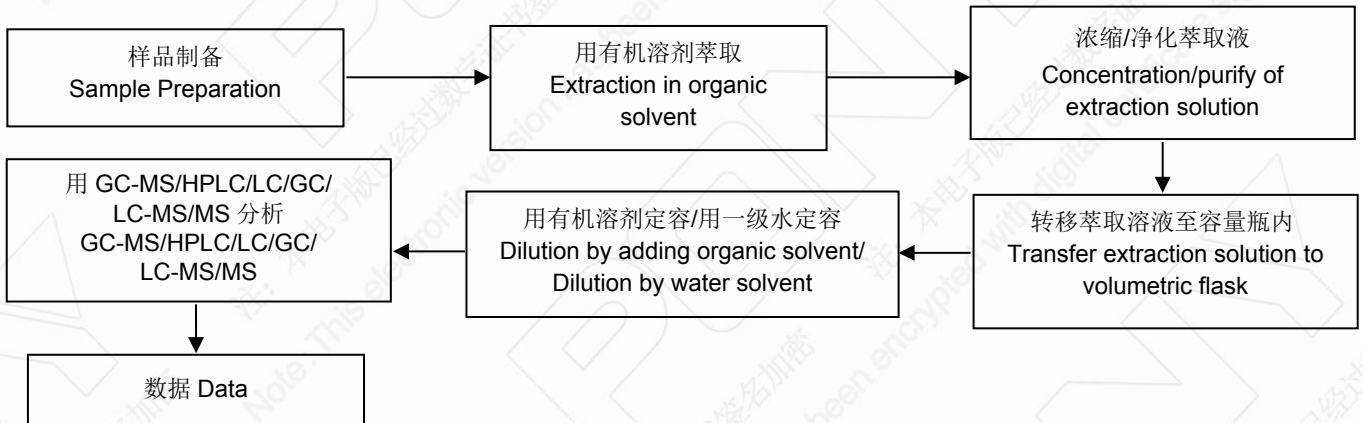 样品制备
Sample Preparation
用有机溶剂萃取
Extraction in organic
solvent
浓缩/净化萃取液
Concentration/purify of
extraction solution
转移萃取溶液至容量瓶内
Transfer extraction solution to
volumetric flask
用有机溶剂定容/用一级水定容
Dilution by adding organic solvent/
Dilution by water solvent
用 GC-MS/HPLC/LC/GC/
LC-MS/MS 分析
GC-MS/HPLC/LC/GC/
LC-MS/MS
数据 Data